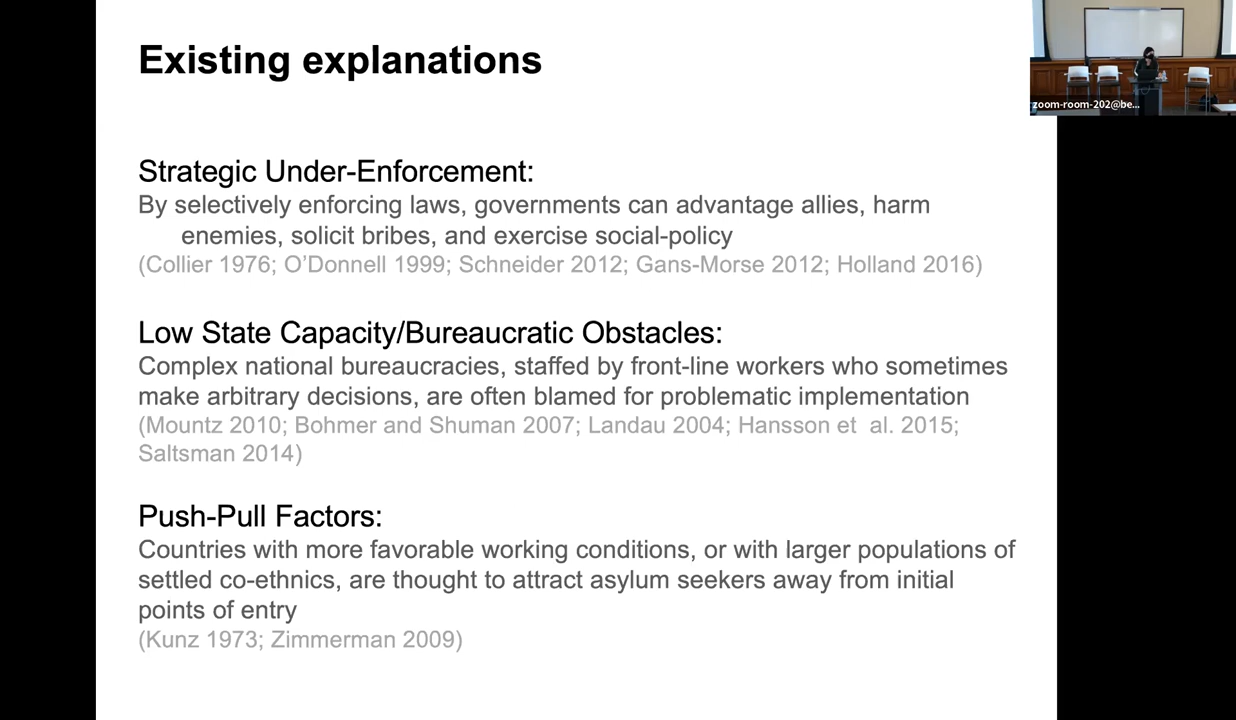 Existing explanations
zoom-room-202@be...
Strategic Under-Enforcement:
By selectively enforcing laws, governments can advantage allies, harm
enemies, solicit bribes, and exercise social-policy
(Collier 1976; O’Donnell 1999; Schneider 2012; Gans-Morse 2012; Holland 2016)
Low State Capacity/Bureaucratic Obstacles:
Complex national bureaucracies, staffed by front-line workers who sometimes
make arbitrary decisions, are often blamed for problematic implementation
(Mountz 2010; Bohmer and Shuman 2007; Landau 2004; Hansson et al. 2015;
Saltsman 2014)
Push-Pull Factors:
Countries with more favorable working conditions, or with larger populations of
settled co-ethnics, are thought to attract asylum seekers away from initial
points of entry
(Kunz 1973; Zimmerman 2009)